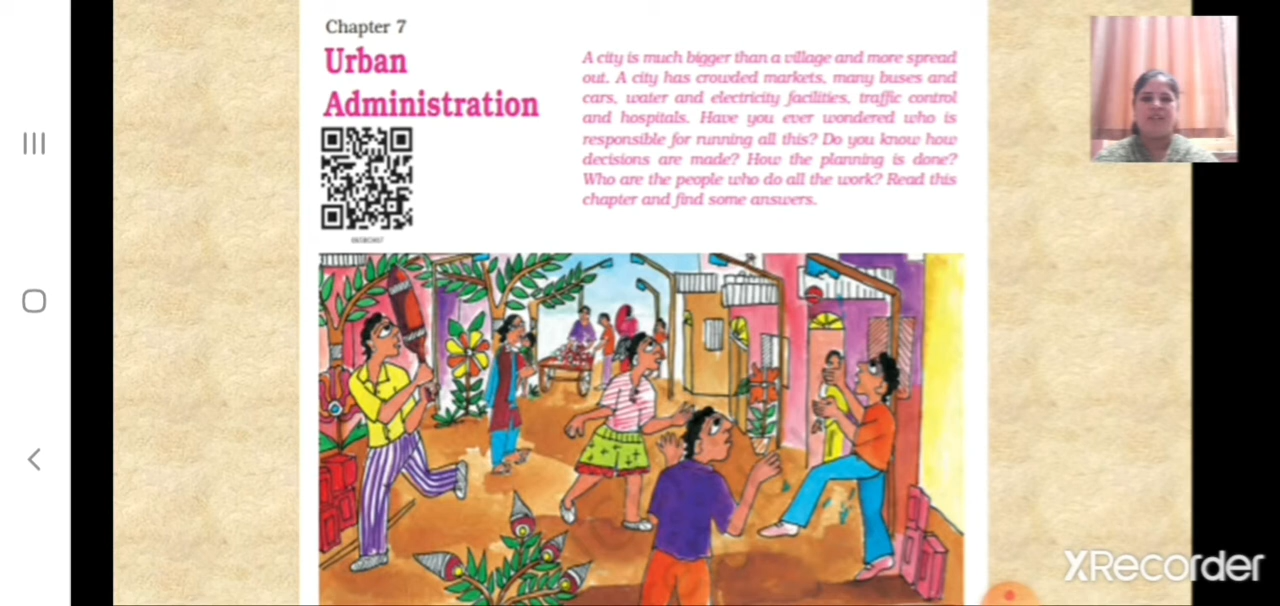 Chapter 7
Urban
Administration
A city is much bigger than a village and more spread
out. A city has crowded markets, many buses and
cars, water and electricity facilities, traffic control
and hospitals. Have you ever wondered who is
responsible for running all this? Do you know how
decisions are made? How the planning is done?
Who are the people who do all the work? Read this
chapter and find some answers.
XRecorder